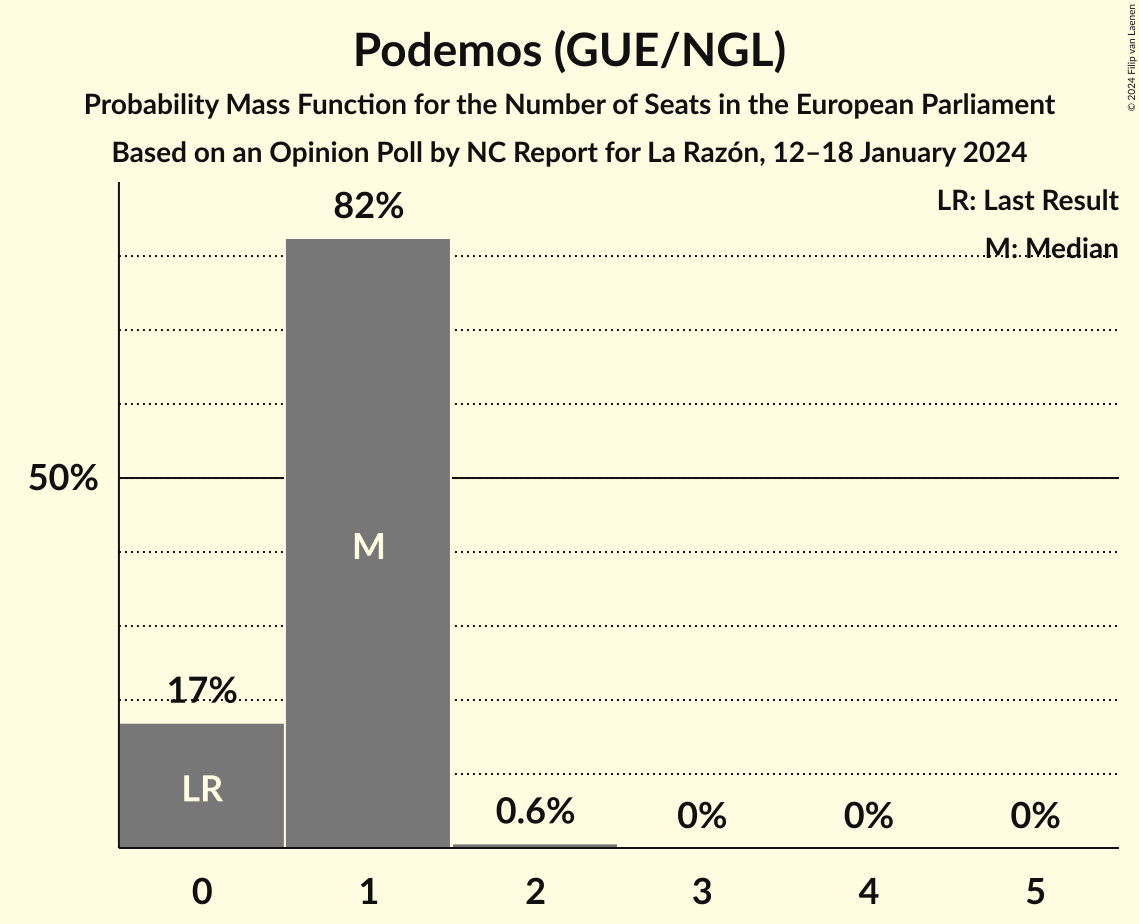 Podemos (GUE/NGL)
Probability Mass Function for the Number of Seats in the European Parliament
Based on an Opinion Poll by NC Report for La Razón, 12–18 January 2024
© 2024 Filip van Laenen
LR: Last Result
M: Median
82%
50%
M
17%
LR
0.6%
0%
0%
0%
0
1
2
3
4
5